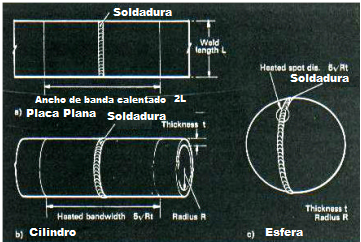 Soldadura
Weld
length L
Ancho de banda calentado 2L
a) Placa Plana
Soldadura
Thickness t
Heated bandwidth 5√Rt
Radius R
b) Cilindro
Heated spot dia. 5√Rt
Soldadura
Thickness t
Radius R
c) Esfera